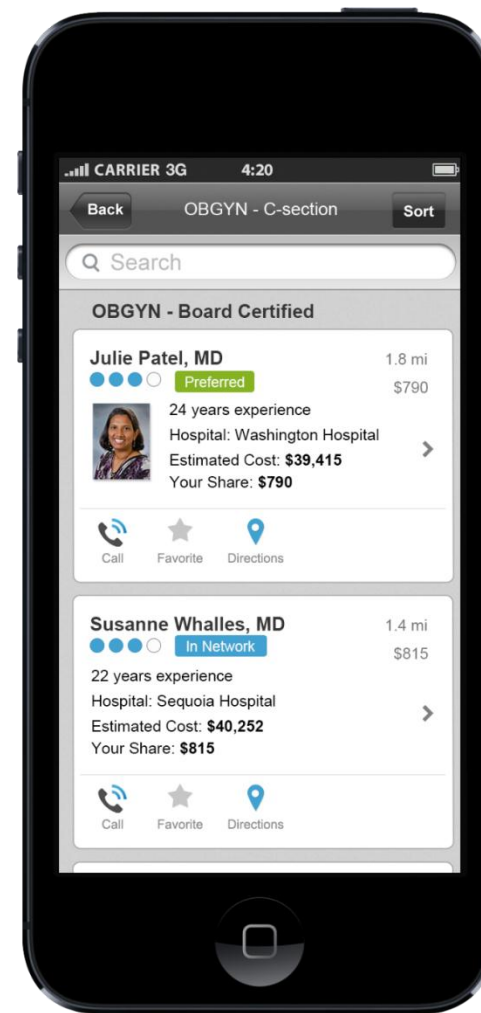 CARRIER 3G 4:20
Back OBGYN - C-section Sort
Search
OBGYN - Board Certified
Julie Patel, MD 1.8 mi
Preferred $790
24 years experience
Hospital: Washington Hospital
Estimated Cost: $39,415
Your Share: $790
Call Favorite Directions
Susanne Whalles, MD 1.4 mi
In Network $815
22 years experience
Hospital: Sequoia Hospital
Estimated Cost: $40,252
Your Share: $815
Call Favorite Directions